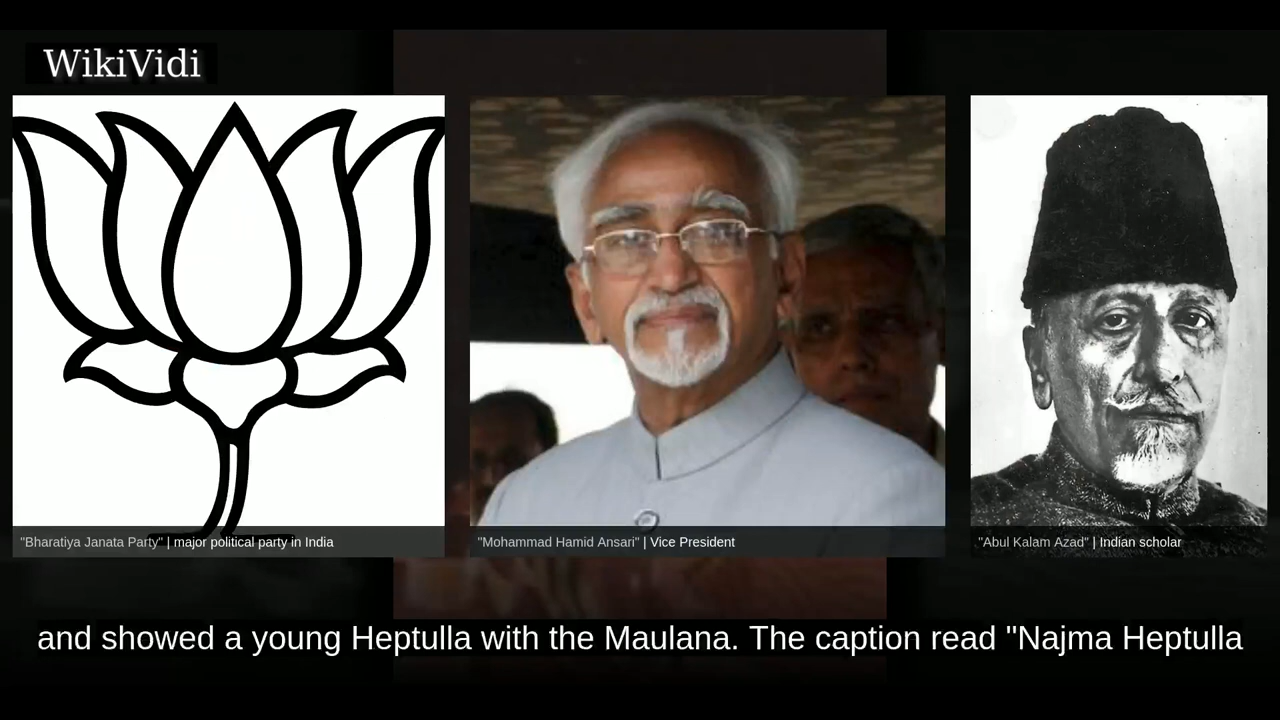 WikiVidi
"Bharatiya Janata Party" | major political party in India
"Mohammad Hamid Ansari" | Vice President
"Abul Kalam Azad" | Indian scholar
and showed a young Heptulla with the Maulana. The caption read "Najma Heptulla